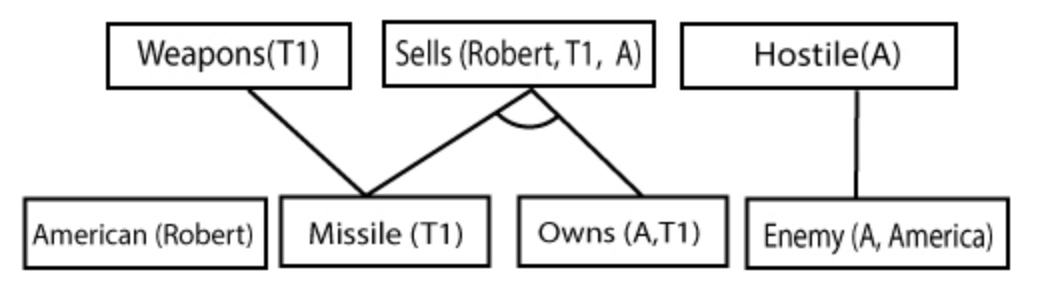 Weapons(T1)
Sells (Robert, T1, A)
Hostile(A)
American (Robert)
Missile (T1)
Owns (A,T1)
Enemy (A, America)